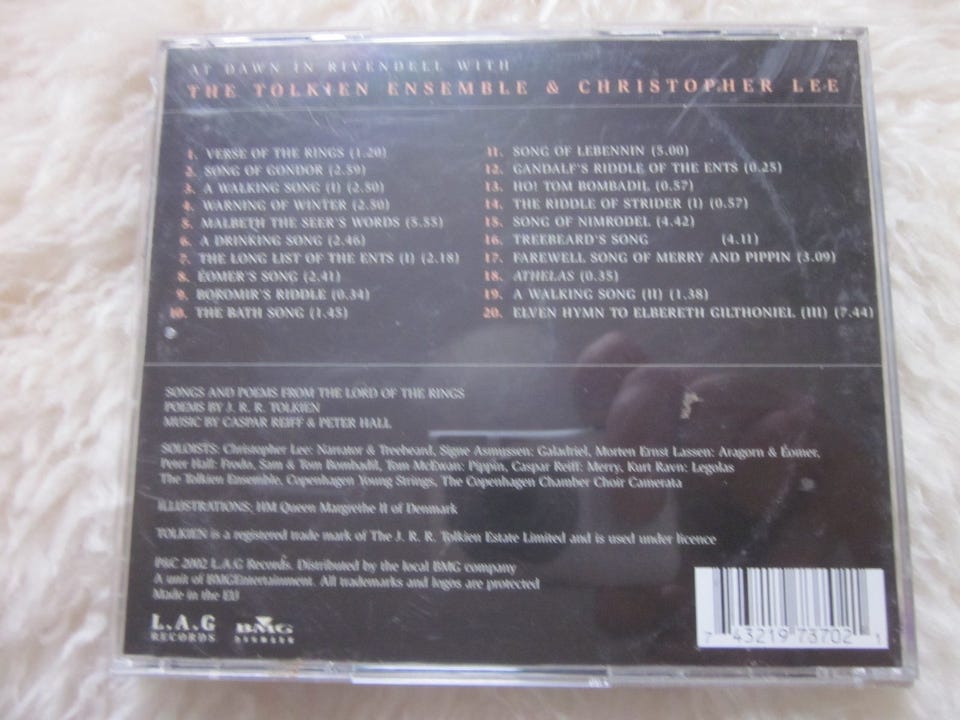 AT DAWN IN RIVENDELL WITH
THE TOLKIEN ENSEMBLE & CHRISTOPHER LEE
1. VERSE OF THE RINGS (1.20)
2. SONG OF GONDOR (2.59)
3. A WALKING SONG (I) (2.50)
4. WARNING OF WINTER (2.50)
5. MALBETH THE SEER'S WORDS (5.55)
6. A DRINKING SONG (2.46)
7. THE LONG LIST OF THE ENTS (I) (2.18)
8. ÉOMER'S SONG (2.41)
9. BOROMIR'S RIDDLE (0.34)
10. THE BATH SONG (1.45)
11. SONG OF LEBENNIN (5.00)
12. GANDALF'S RIDDLE OF THE ENTS (0.25)
13. HO! TOM BOMBADIL (0.57)
14. THE RIDDLE OF STRIDER (I) (0.57)
15. SONG OF NIMRODEL (4.42)
16. TREEBEARD'S SONG (4.11)
17. FAREWELL SONG OF MERRY AND PIPPIN (3.09)
18. ATHELAS (0.35)
19. A WALKING SONG (II) (1.38)
20. ELVEN HYMN TO ELBERETH GILTHONIEL (III) (7.44)
SONGS AND POEMS FROM THE LORD OF THE RINGS
POEMS BY J. R. R. TOLKIEN
MUSIC BY CASPAR REIFF & PETER HALL
SOLOISTS: Christopher Lee: Narrator & Treebeard, Signe Asmussen: Galadriel, Morten Ernst Lassen: Aragorn & Éomer,
Peter Hall: Frodo, Sam & Tom Bombadil, Tom McEwan: Pippin, Caspar Reiff: Merry, Kurt Ravn: Legolas
The Tolkien Ensemble, Copenhagen Young Strings, The Copenhagen Chamber Choir Camerata
ILLUSTRATIONS: HM Queen Margrethe II of Denmark
TOLKIEN is a registered trade mark of The J. R. R. Tolkien Estate Limited and is used under licence
P&C 2002 L.A.G Records. Distributed by the local BMG company
A unit of BMGEntertainment. All trademarks and logos are protected
Made in the EU
L.A.G
RECORDS
BMG
DENMARK
7 43219 73702 1